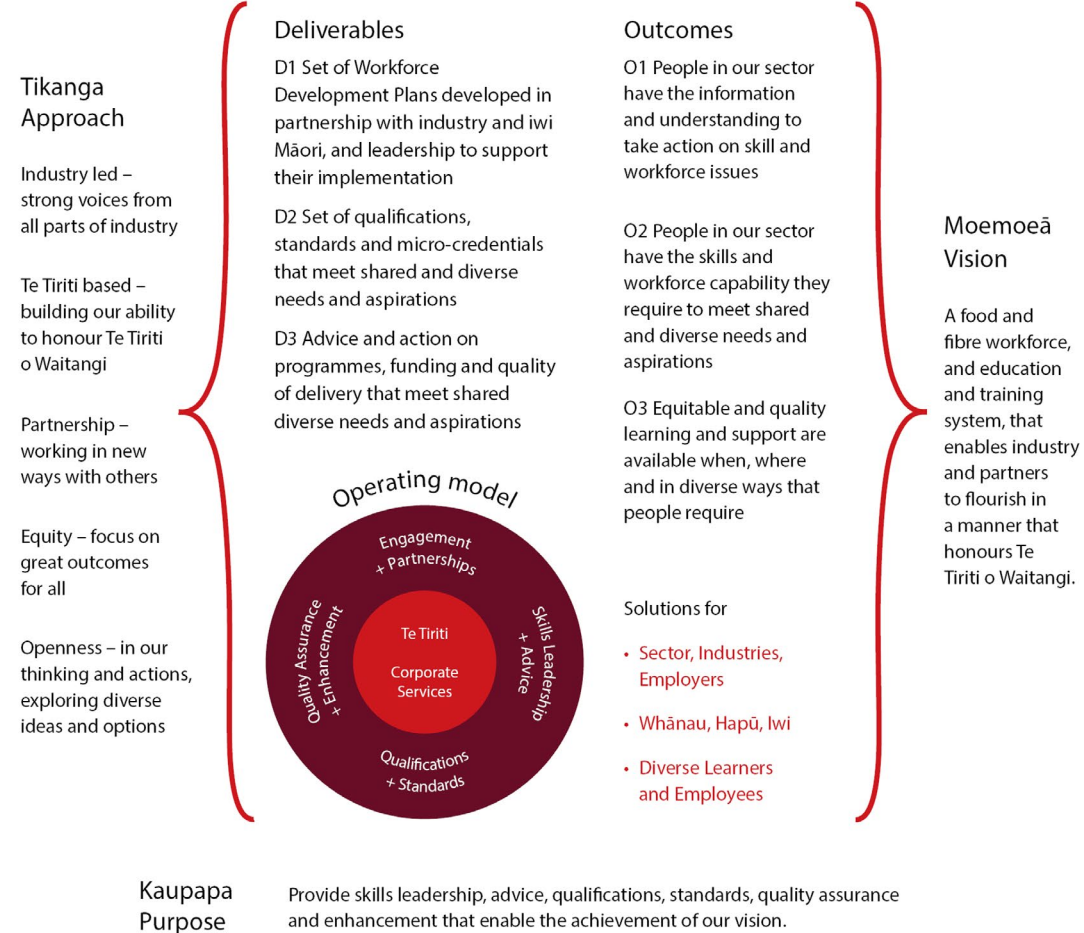 Tikanga
Approach
Industry led –
strong voices from
all parts of industry
Te Tiriti based –
building our ability
to honour Te Tiriti
o Waitangi
Partnership –
working in new
ways with others
Equity – focus on
great outcomes
for all
Openness – in our
thinking and actions,
exploring diverse
ideas and options
Deliverables
D1 Set of Workforce
Development Plans developed in
partnership with industry and iwi
Māori, and leadership to support
their implementation
D2 Set of qualifications,
standards and micro-credentials
that meet shared and diverse
needs and aspirations
D3 Advice and action on
programmes, funding and quality
of delivery that meet shared
diverse needs and aspirations
Operating model
Engagement
+ Partnerships
Skills Leadership
+ Advice
Qualifications
+ Standards
Quality Assurance
+ Enhancement
Te Tiriti
Corporate
Services
Outcomes
O1 People in our sector
have the information
and understanding to
take action on skill and
workforce issues
O2 People in our sector
have the skills and
workforce capability they
require to meet shared
and diverse needs and
aspirations
O3 Equitable and quality
learning and support are
available when, where
and in diverse ways that
people require
Solutions for
• Sector, Industries,
Employers
• Whānau, Hapū, Iwi
• Diverse Learners
and Employees
Moemoeā
Vision
A food and
fibre workforce,
and education
and training
system, that
enables industry
and partners
to flourish in
a manner that
honours Te
Tiriti o Waitangi.
Kaupapa
Purpose
Provide skills leadership, advice, qualifications, standards, quality assurance
and enhancement that enable the achievement of our vision.